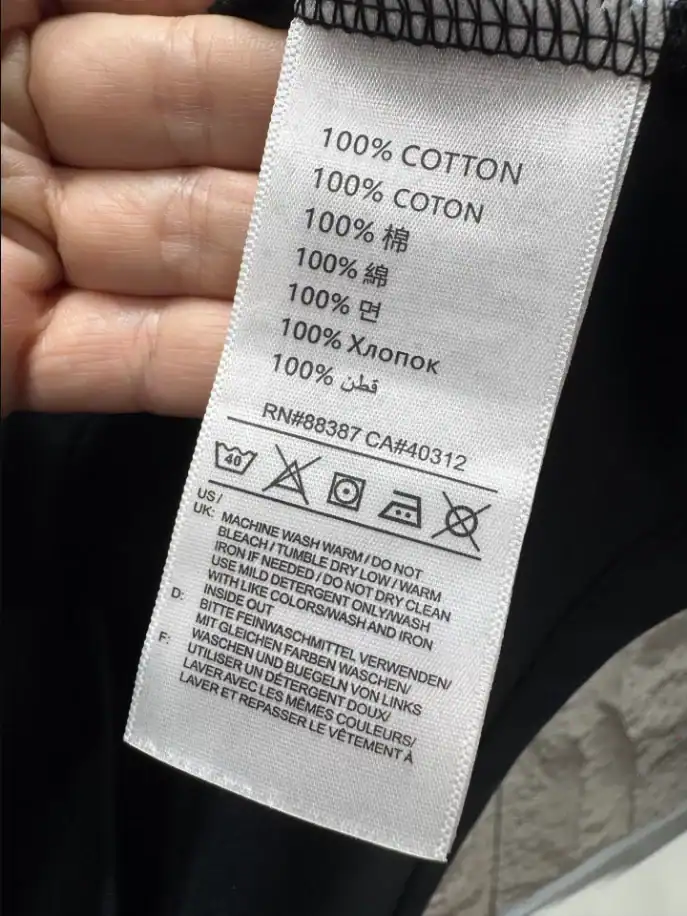 100% COTTON
100% COTON
100% 棉
100% 綿
100% 면
100% Хлопок
100% قطن
RN#88387 CA#40312
40
US /
UK: MACHINE WASH WARM / DO NOT
BLEACH / TUMBLE DRY LOW / WARM
IRON IF NEEDED / DO NOT DRY CLEAN
USE MILD DETERGENT ONLY/WASH
WITH LIKE COLORS/WASH AND IRON
INSIDE OUT
D: BITTE FEINWASCHMITTEL VERWENDEN/
MIT GLEICHEN FARBEN WASCHEN/
WASCHEN UND BUEGELN VON LINKS
F: UTILISER UN DÉTERGENT DOUX/
LAVER AVEC LES MÊMES COULEURS/
LAVER ET REPASSER LE VÊTEMENT À